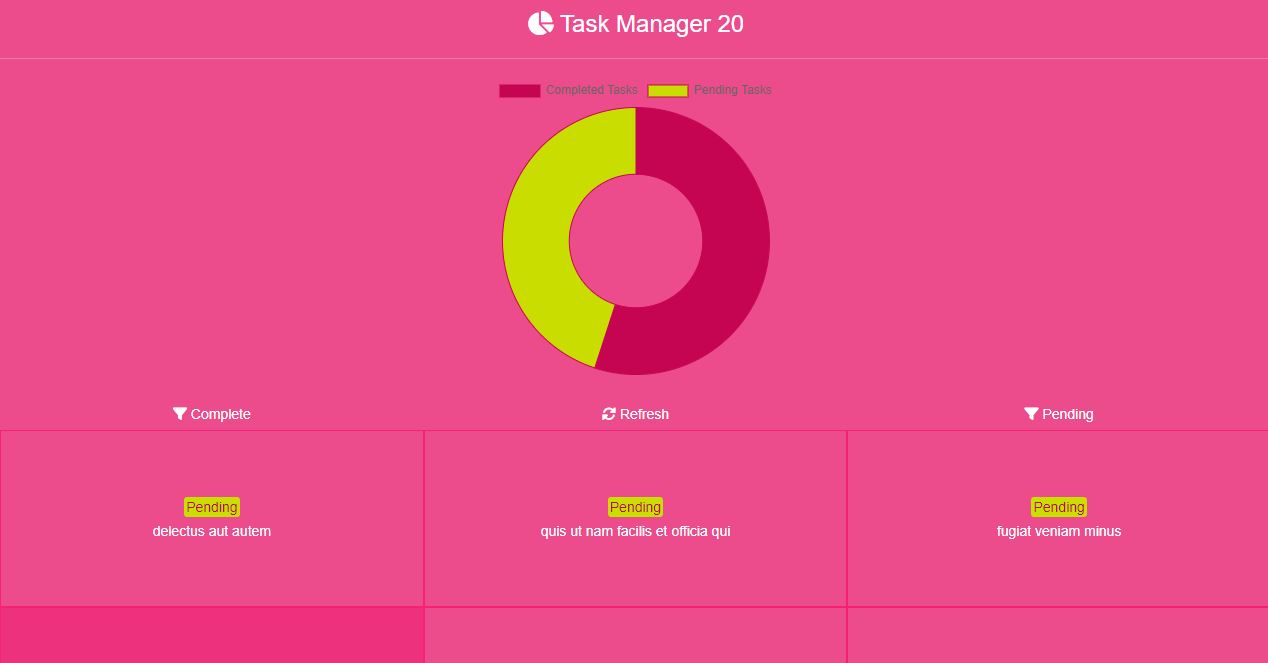 Task Manager 20
Completed Tasks Pending Tasks
Complete Refresh Pending
Pending Pending Pending
delectus aut autem quis ut nam facilis et officia qui fugiat veniam minus